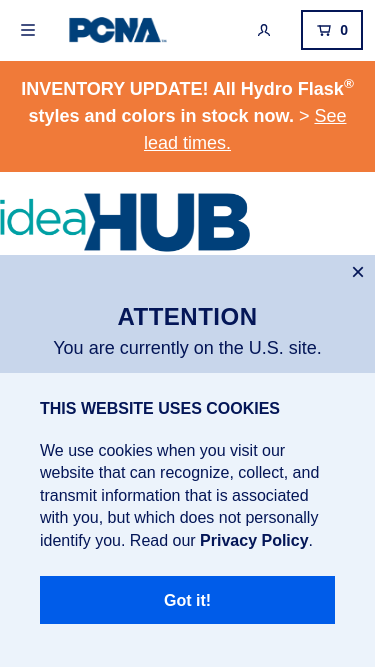 PCNA
0
INVENTORY UPDATE! All Hydro Flask®
styles and colors in stock now. > See
lead times.
ideaHUB
×
ATTENTION
You are currently on the U.S. site.
THIS WEBSITE USES COOKIES
We use cookies when you visit our
website that can recognize, collect, and
transmit information that is associated
with you, but which does not personally
identify you. Read our Privacy Policy.
Got it!